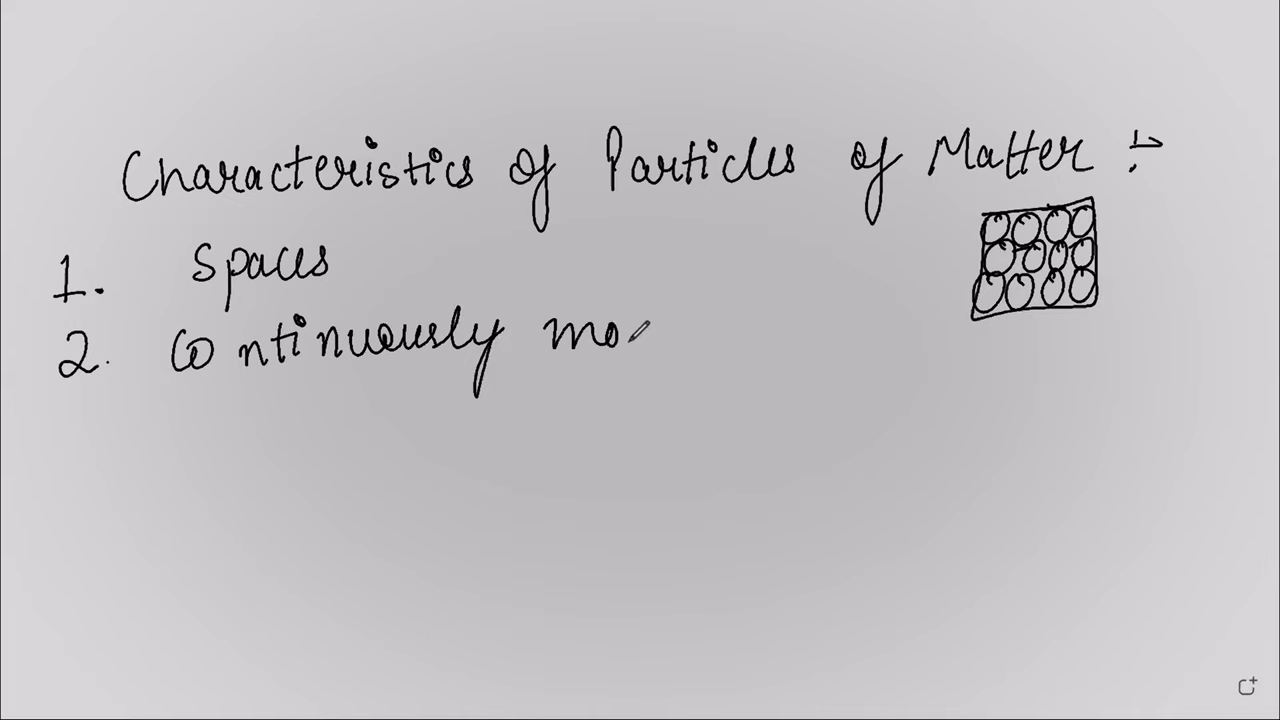 Characteristics of Particles of Matter :-
1. Spaces
2. Continuously mo